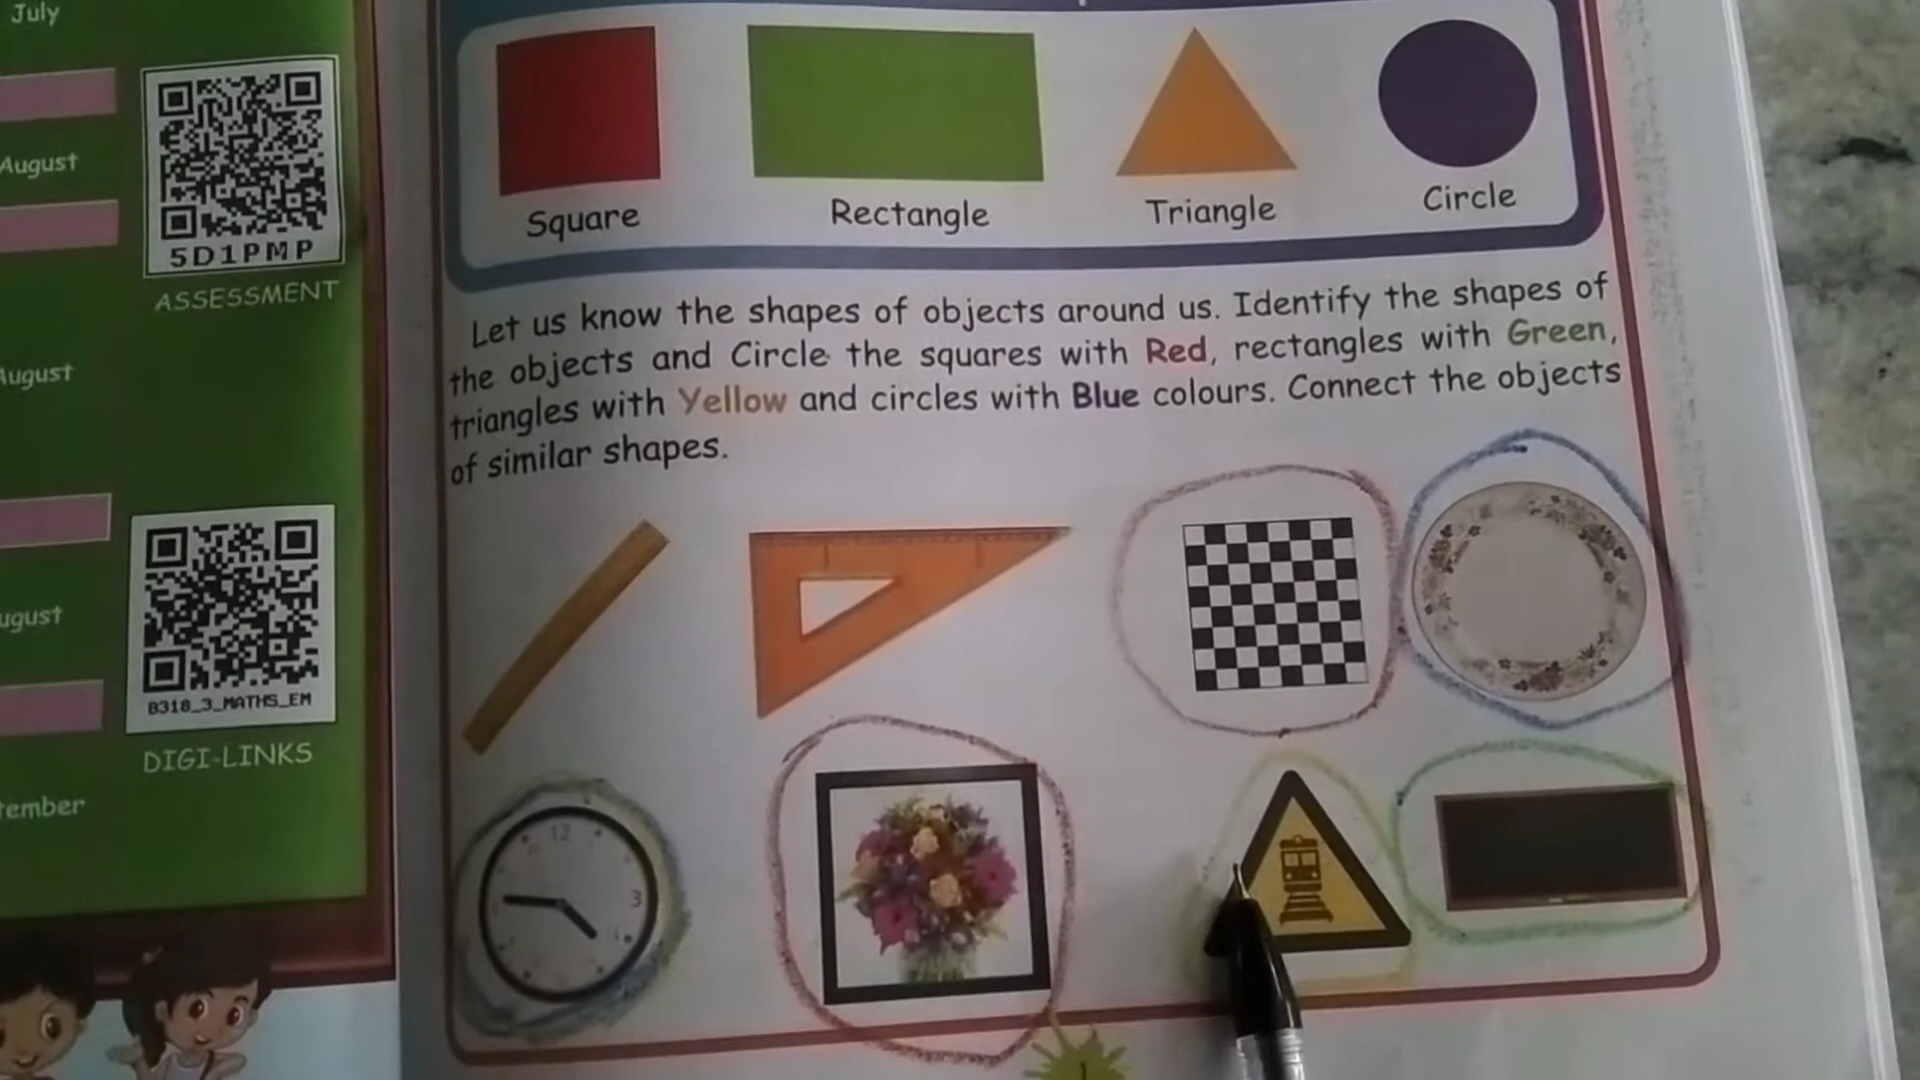 July
August
August
ugust
tember
5D1PMP
ASSESSMENT
B318_3_MATHS_EM
DIGI-LINKS
Square
Rectangle
Triangle
Circle
Let us know the shapes of objects around us. Identify the shapes of
the objects and Circle the squares with Red, rectangles with Green,
triangles with Yellow and circles with Blue colours. Connect the objects
of similar shapes.
12
3
1